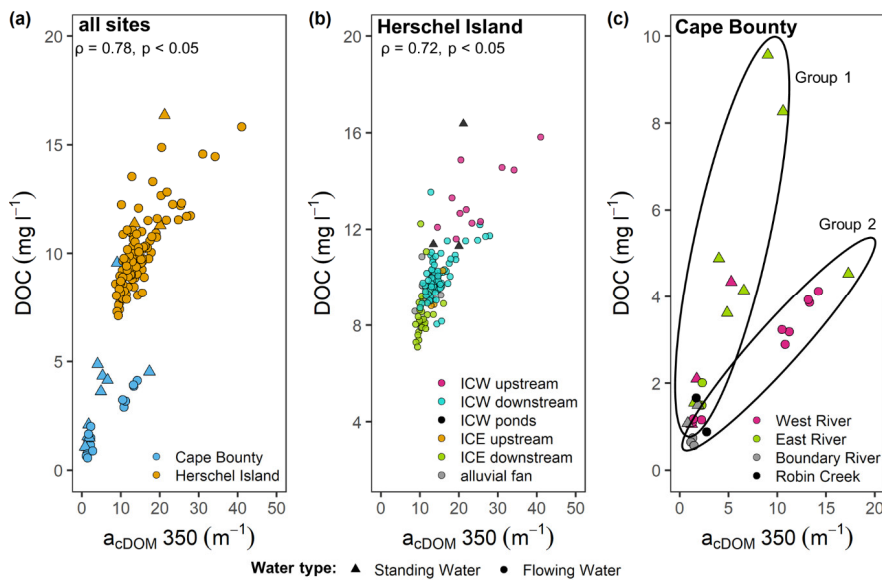 (a) all sites
ρ = 0.78, p < 0.05
DOC (mg l⁻¹)
20
15
10
5
0
Cape Bounty
Herschel Island
0 10 20 30 40 50
a_cDOM 350 (m⁻¹)
(b) Herschel Island
ρ = 0.72, p < 0.05
DOC (mg l⁻¹)
20
16
12
8
4
ICW upstream
ICW downstream
ICW ponds
ICE upstream
ICE downstream
alluvial fan
0 10 20 30 40 50
a_cDOM 350 (m⁻¹)
(c) Cape Bounty
DOC (mg l⁻¹)
10
8
6
4
2
0
Group 1
Group 2
West River
East River
Boundary River
Robin Creek
0 5 10 15 20
a_cDOM 350 (m⁻¹)
Water type: ▲ Standing Water ● Flowing Water